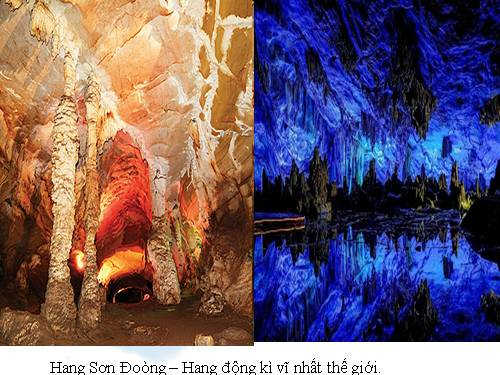 Hang Sơn Đoòng – Hang động kì vĩ nhất thế giới.